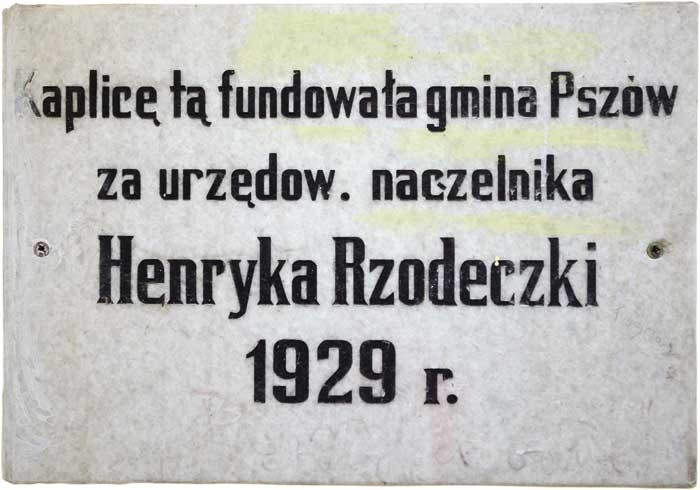 Kaplicę tą fundowała gmina Pszów
za urzędow. naczelnika
Henryka Rzodeczki
1929 r.